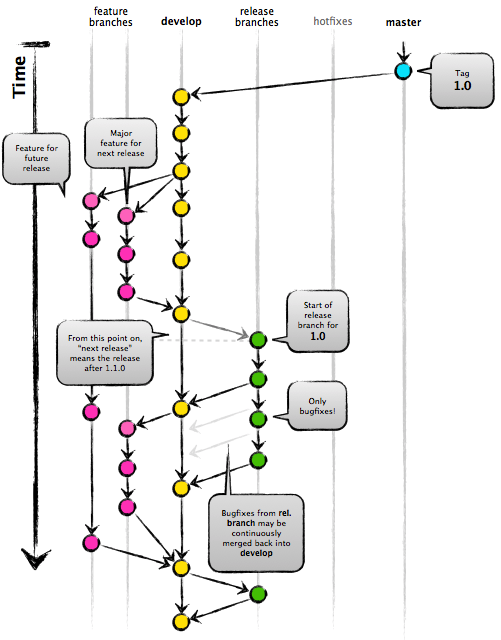 feature
branches
develop
release
branches
hotfixes
master
Time
Tag
1.0
Major
feature for
next release
Feature for
future
release
Start of
release
branch for
1.0
From this point on,
“next release”
means the release
after 1.1.0
Only
bugfixes!
Bugfixes from rel.
branch may be
continuously
merged back into
develop